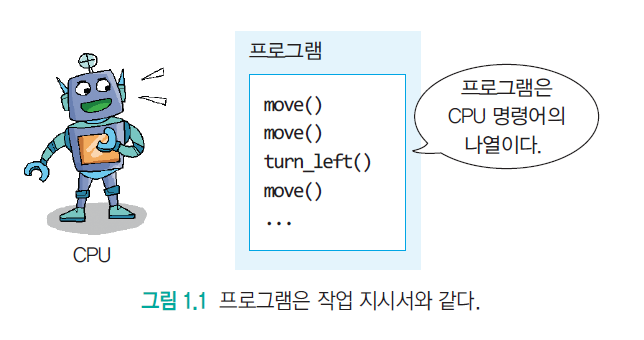 프로그램
move()
move()
turn_left()
move()
...
프로그램은
CPU 명령어의
나열이다.
CPU
그림 1.1 프로그램은 작업 지시서와 같다.